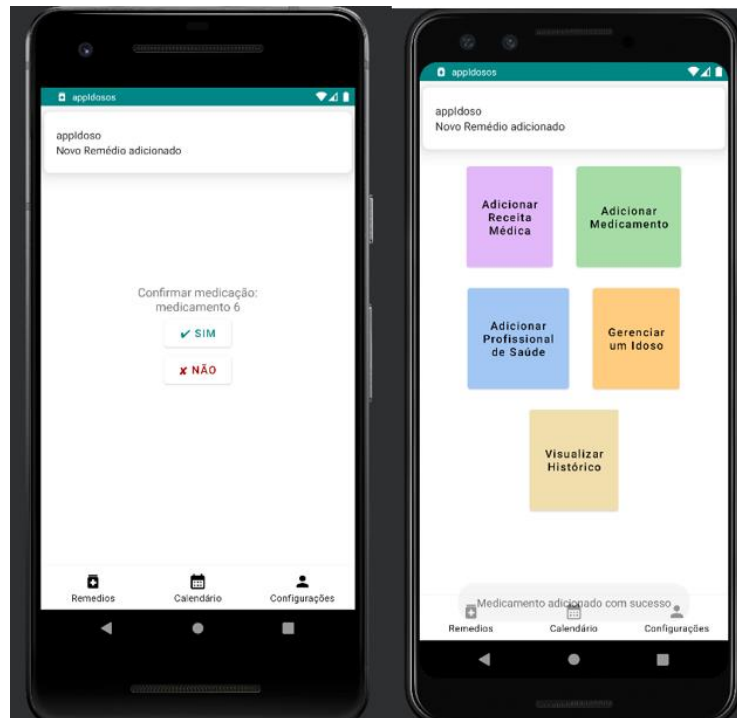 appIdosos
appIdoso
Novo Remédio adicionado
Confirmar medicação:
medicamento 6
✔ SIM
✘ NÃO
Remedios Calendário Configurações
appIdosos
appIdoso
Novo Remédio adicionado
Adicionar
Receita
Médica
Adicionar
Medicamento
Adicionar
Profissional
de Saúde
Gerenciar
um Idoso
Visualizar
Histórico
Medicamento adicionado com sucesso
Remedios Calendário Configurações